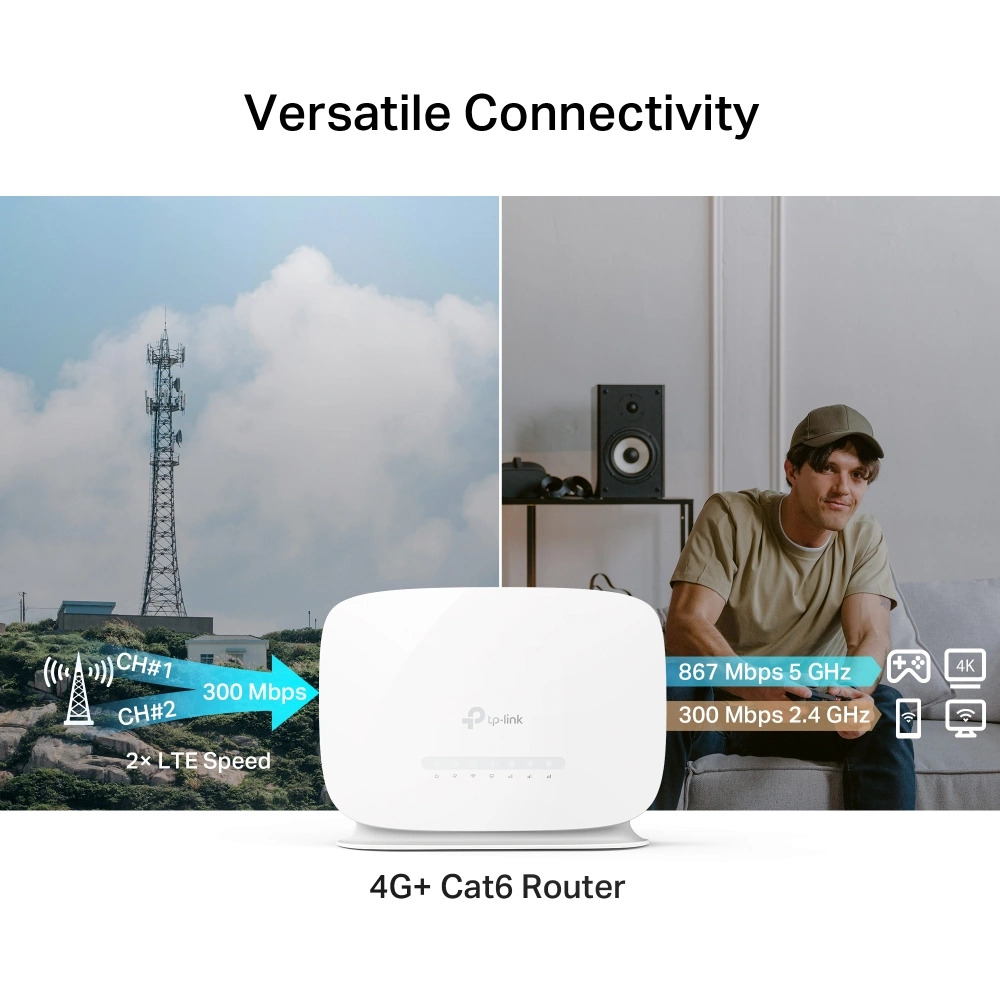 Versatile Connectivity
CH#1
300 Mbps
CH#2
2× LTE Speed
tp-link
867 Mbps 5 GHz
4K
300 Mbps 2.4 GHz
4G+ Cat6 Router